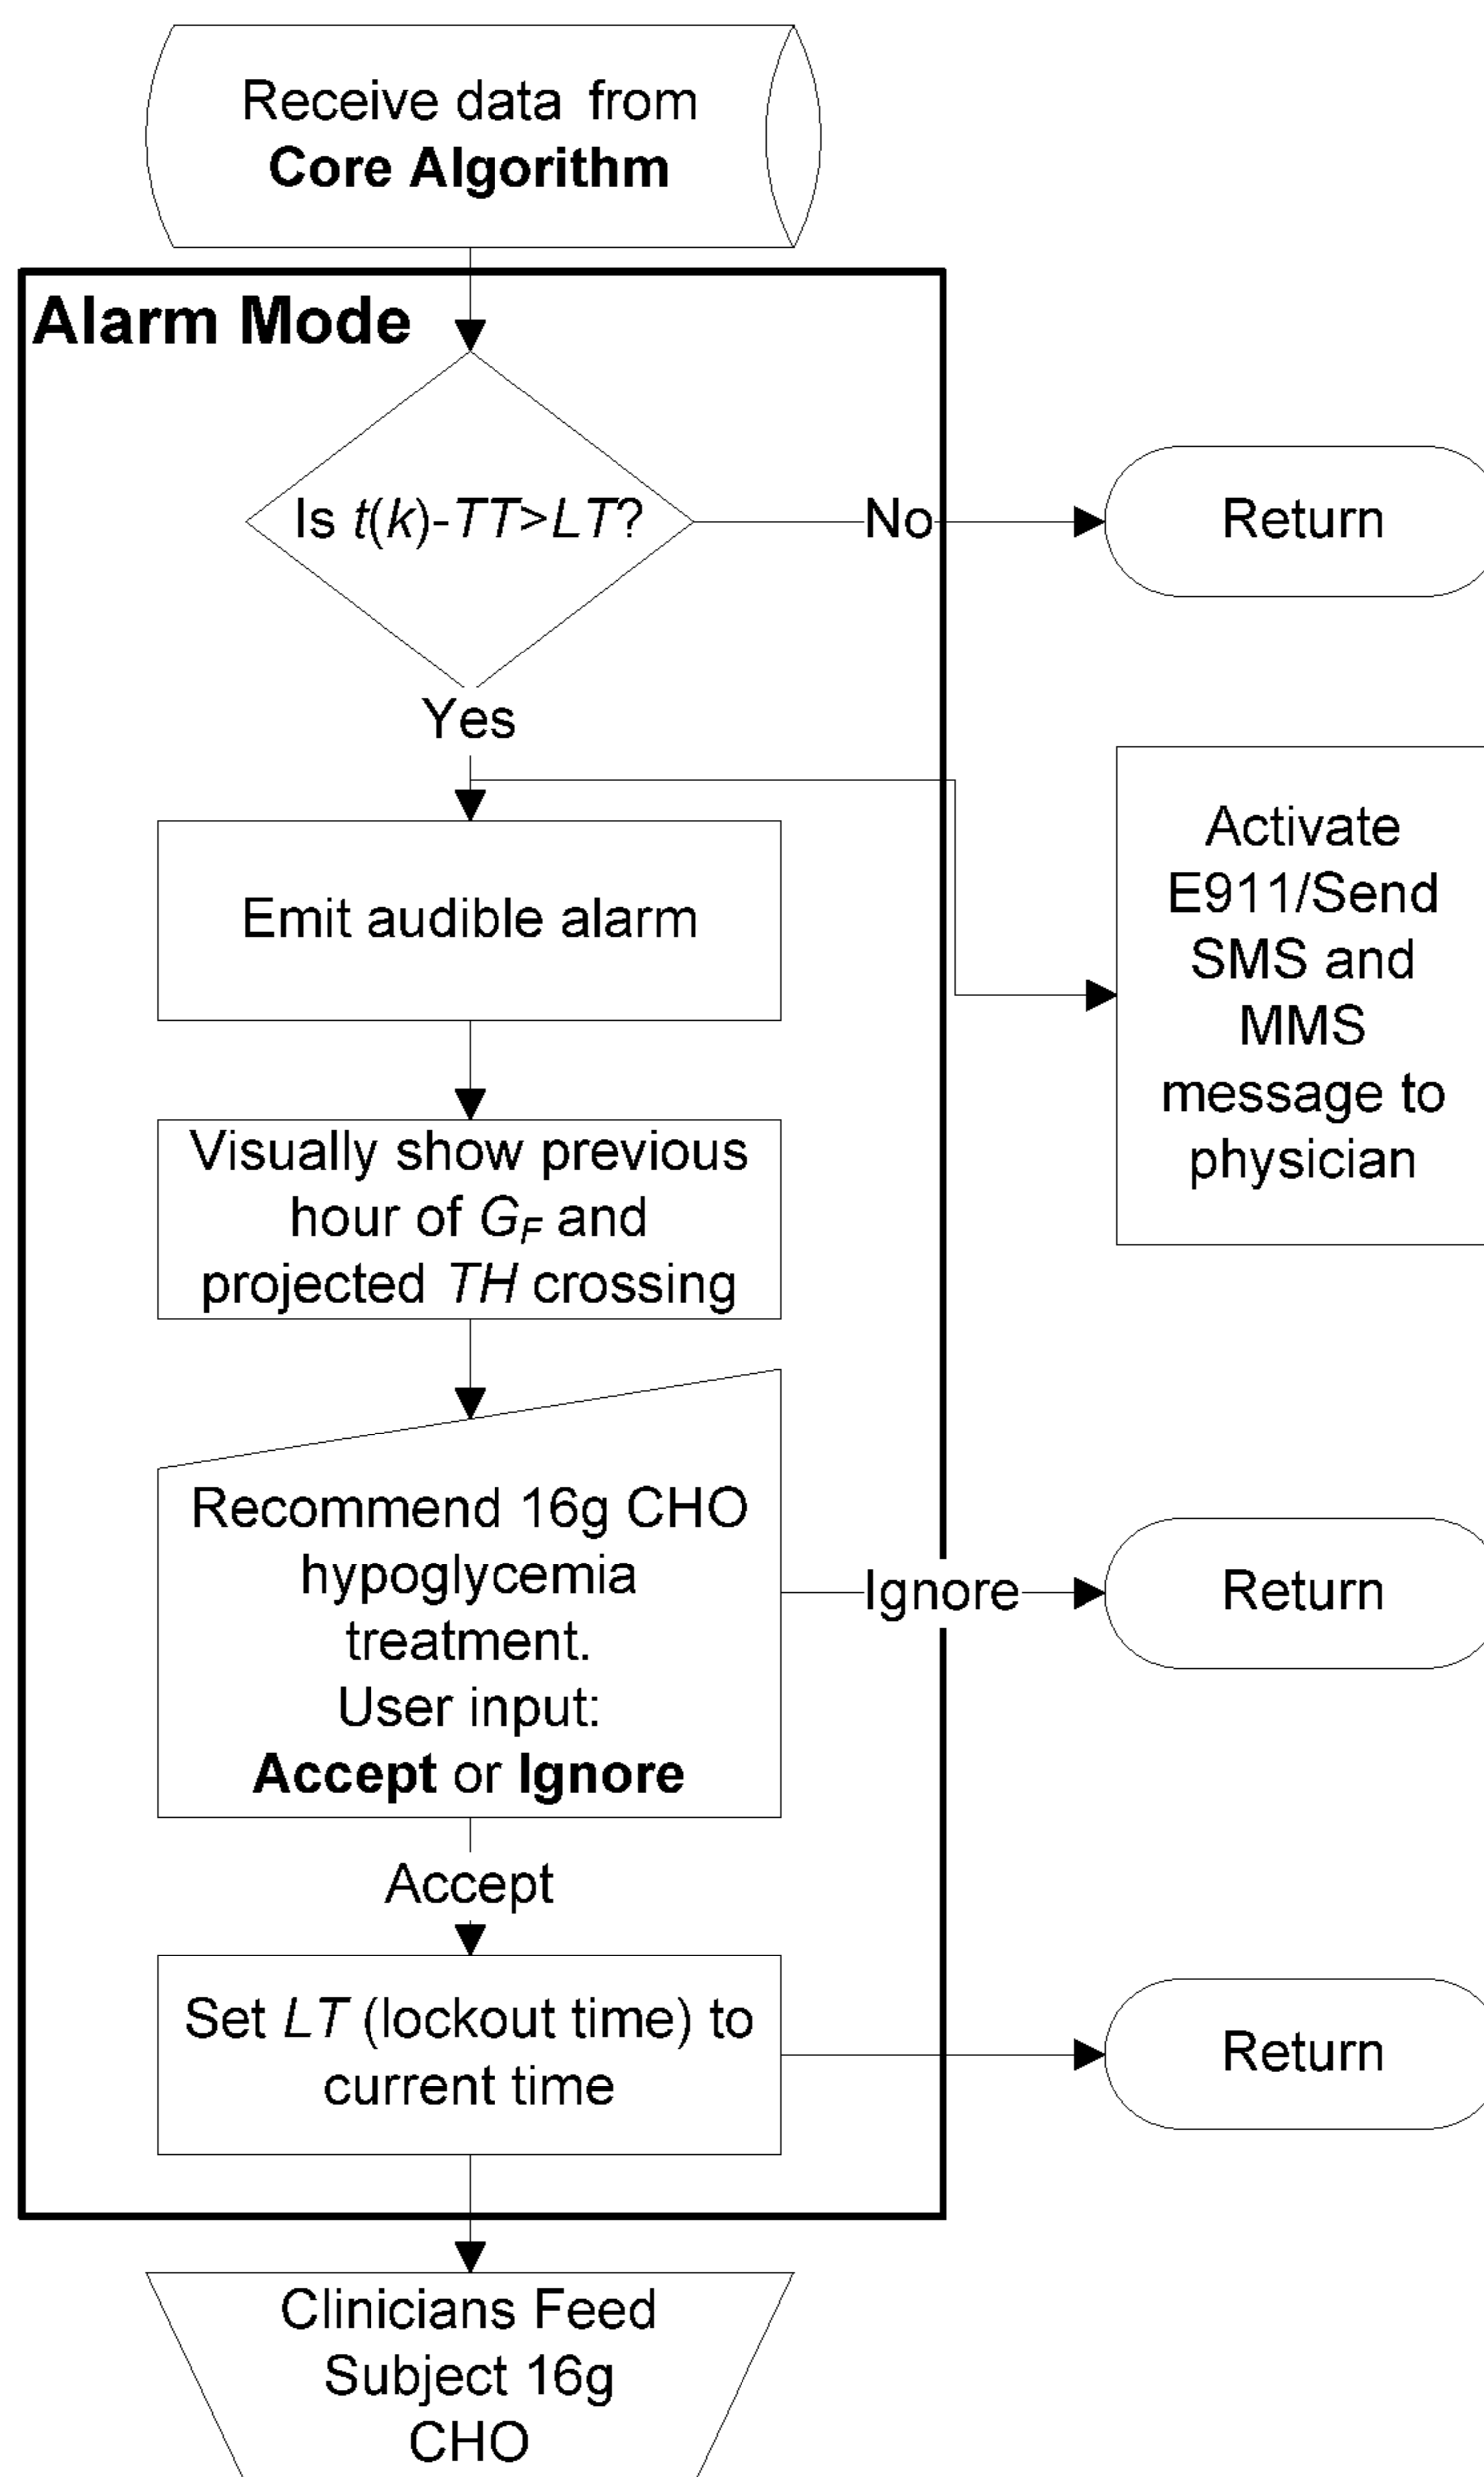 Receive data from
Core Algorithm
Alarm Mode
Is t(k)-TT>LT?
No
Return
Yes
Emit audible alarm
Activate
E911/Send
SMS and
MMS
message to
physician
Visually show previous
hour of G_F and
projected TH crossing
Recommend 16g CHO
hypoglycemia
treatment.
User input:
Accept or Ignore
Ignore
Return
Accept
Set LT (lockout time) to
current time
Return
Clinicians Feed
Subject 16g
CHO